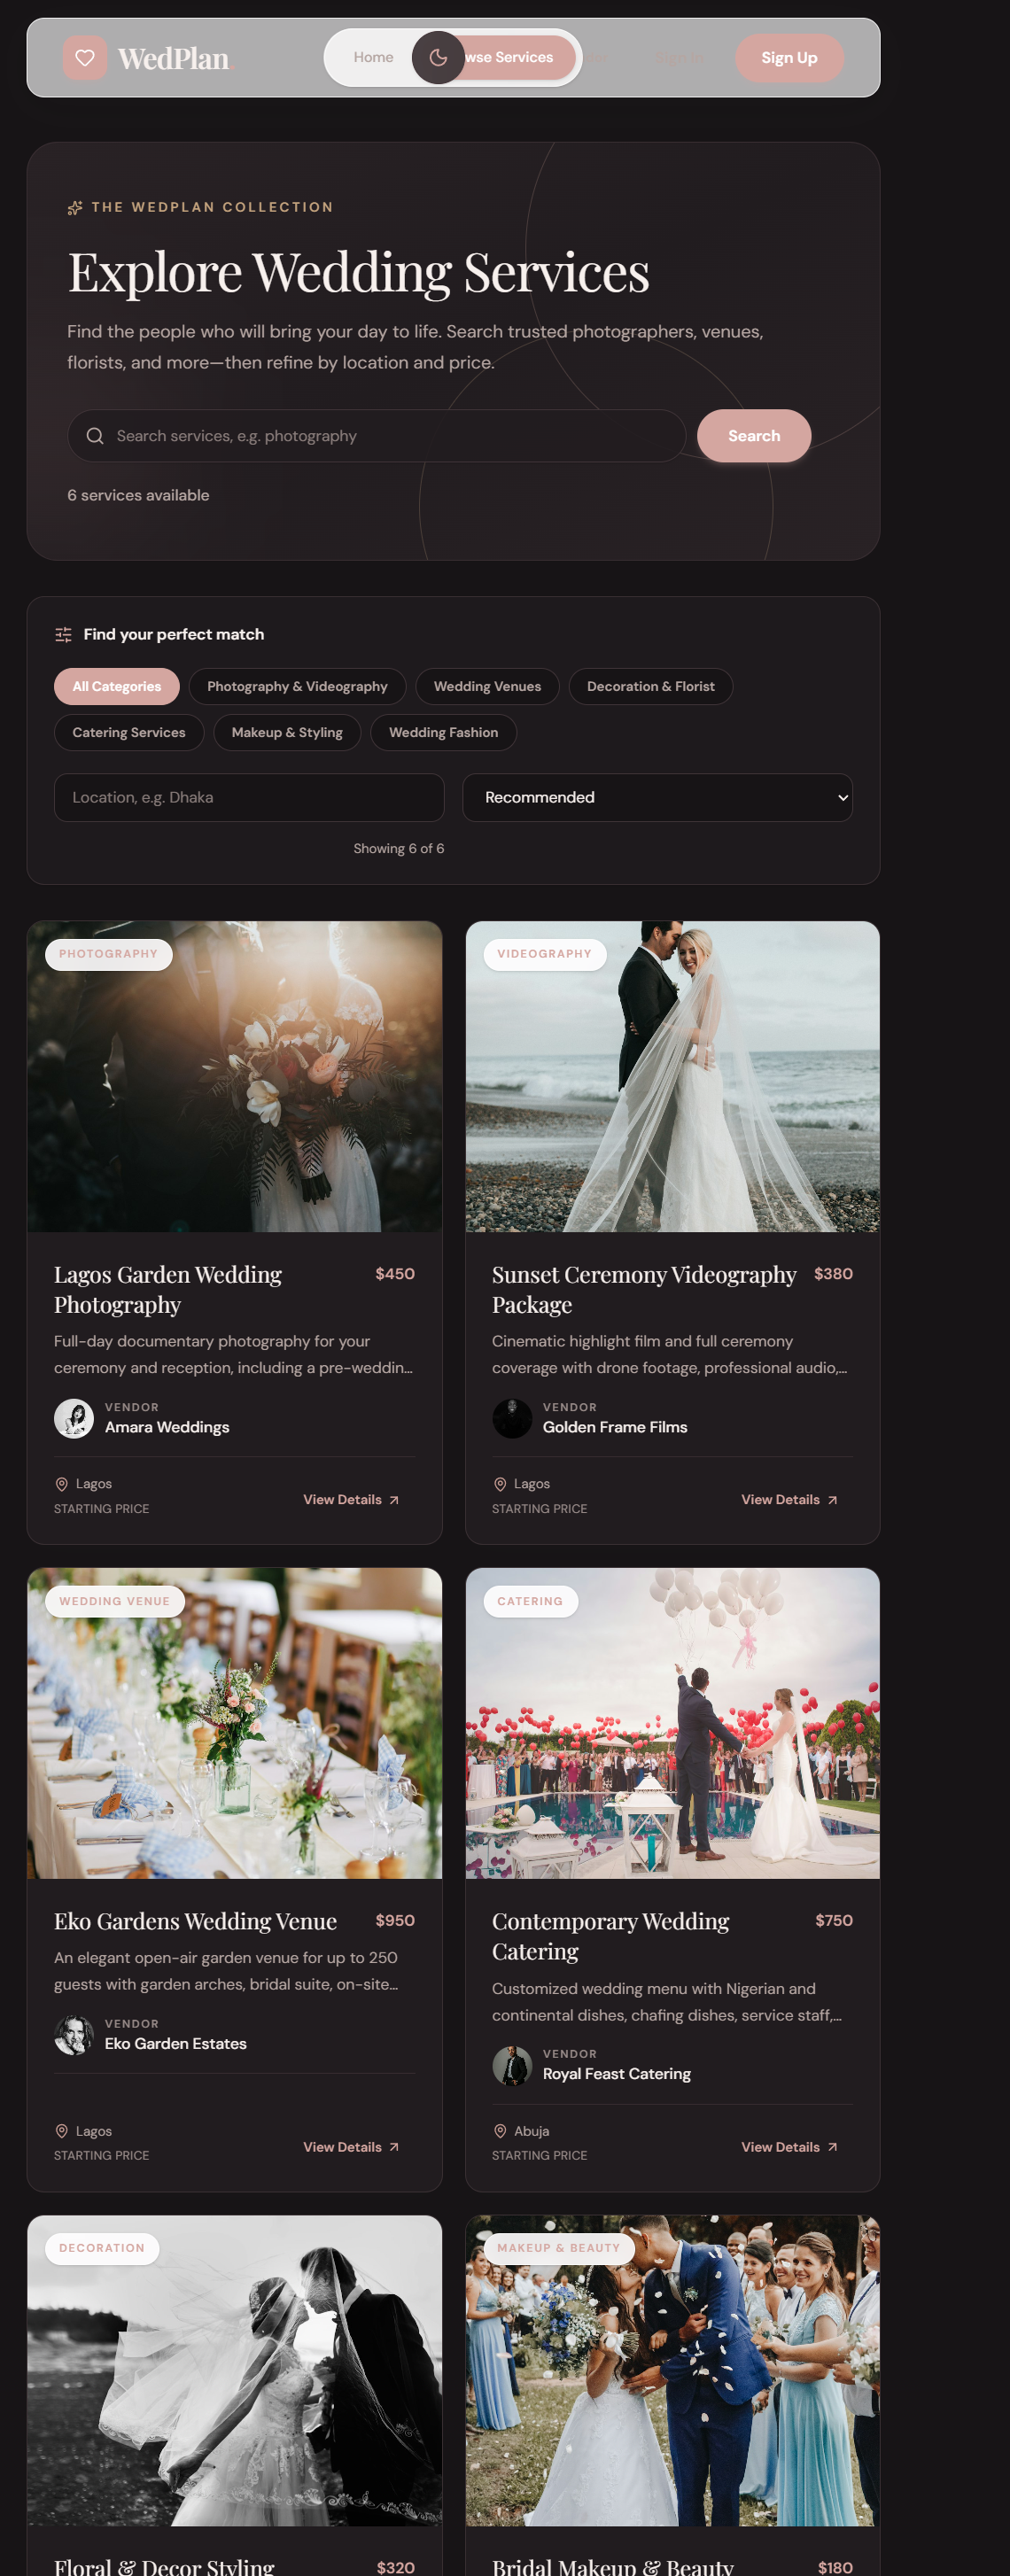 WedPlan.
Home
wse Services
Sign Up
THE WEDPLAN COLLECTION
Explore Wedding Services
Find the people who will bring your day to life. Search trusted photographers, venues,
florists, and more—then refine by location and price.
Search services, e.g. photography
Search
6 services available
Find your perfect match
All Categories
Photography & Videography
Wedding Venues
Decoration & Florist
Catering Services
Makeup & Styling
Wedding Fashion
Location, e.g. Dhaka
Recommended
Showing 6 of 6
PHOTOGRAPHY
Lagos Garden Wedding
Photography
$450
Full-day documentary photography for your
ceremony and reception, including a pre-weddin...
VENDOR
Amara Weddings
Lagos
STARTING PRICE
View Details
VIDEOGRAPHY
Sunset Ceremony Videography
Package
$380
Cinematic highlight film and full ceremony
coverage with drone footage, professional audio,...
VENDOR
Golden Frame Films
Lagos
STARTING PRICE
View Details
WEDDING VENUE
Eko Gardens Wedding Venue
$950
An elegant open-air garden venue for up to 250
guests with garden arches, bridal suite, on-site...
VENDOR
Eko Garden Estates
Lagos
STARTING PRICE
View Details
CATERING
Contemporary Wedding
Catering
$750
Customized wedding menu with Nigerian and
continental dishes, chafing dishes, service staff,...
VENDOR
Royal Feast Catering
Abuja
STARTING PRICE
View Details
DECORATION
Floral & Decor Styling
$320
MAKEUP & BEAUTY
Bridal Makeup & Beauty
$180